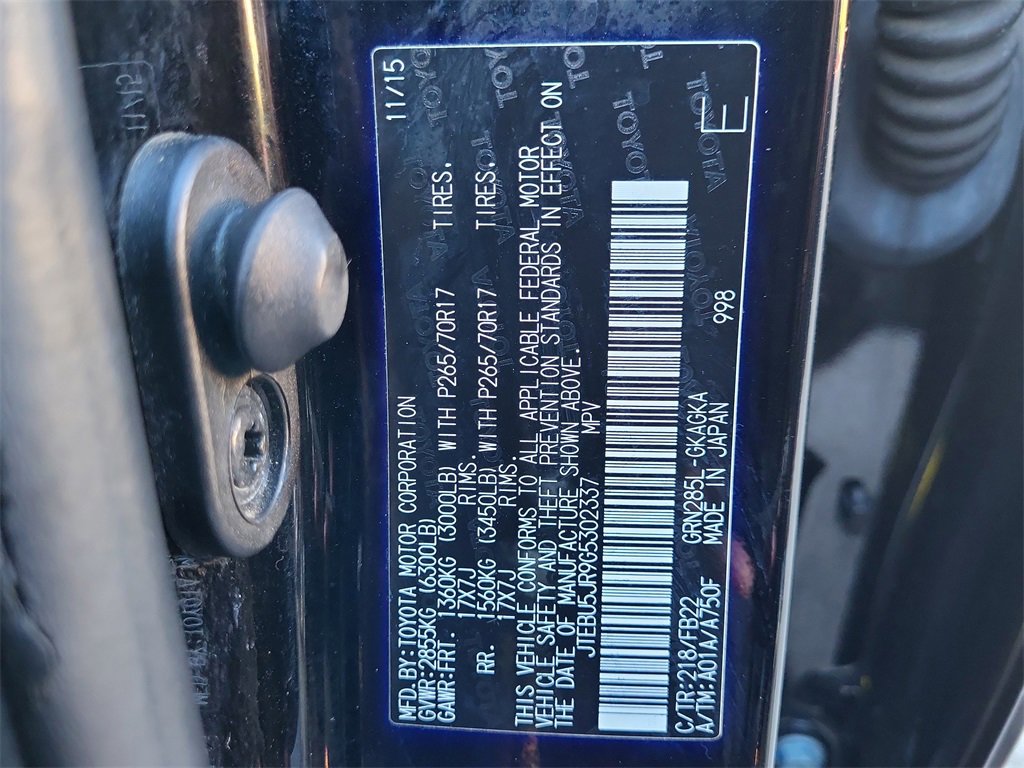 MFD.BY:TOYOTA MOTOR CORPORATION 11/15
GVWR:2855KG (6300LB)
GAWR:FRT. 1360KG (3000LB) WITH P265/70R17 TIRES.
17X7J RIMS.
RR. 1560KG (3450LB) WITH P265/70R17 TIRES.
17X7J RIMS.
THIS VEHICLE CONFORMS TO ALL APPLICABLE FEDERAL MOTOR
VEHICLE SAFETY AND THEFT PREVENTION STANDARDS IN EFFECT ON
THE DATE OF MANUFACTURE SHOWN ABOVE.
JTEBU5JR9G5302337 MPV
C/TR:218/FB22 GRN285L-GKAGKA E
A/TM:A01A/A750F MADE IN JAPAN 998